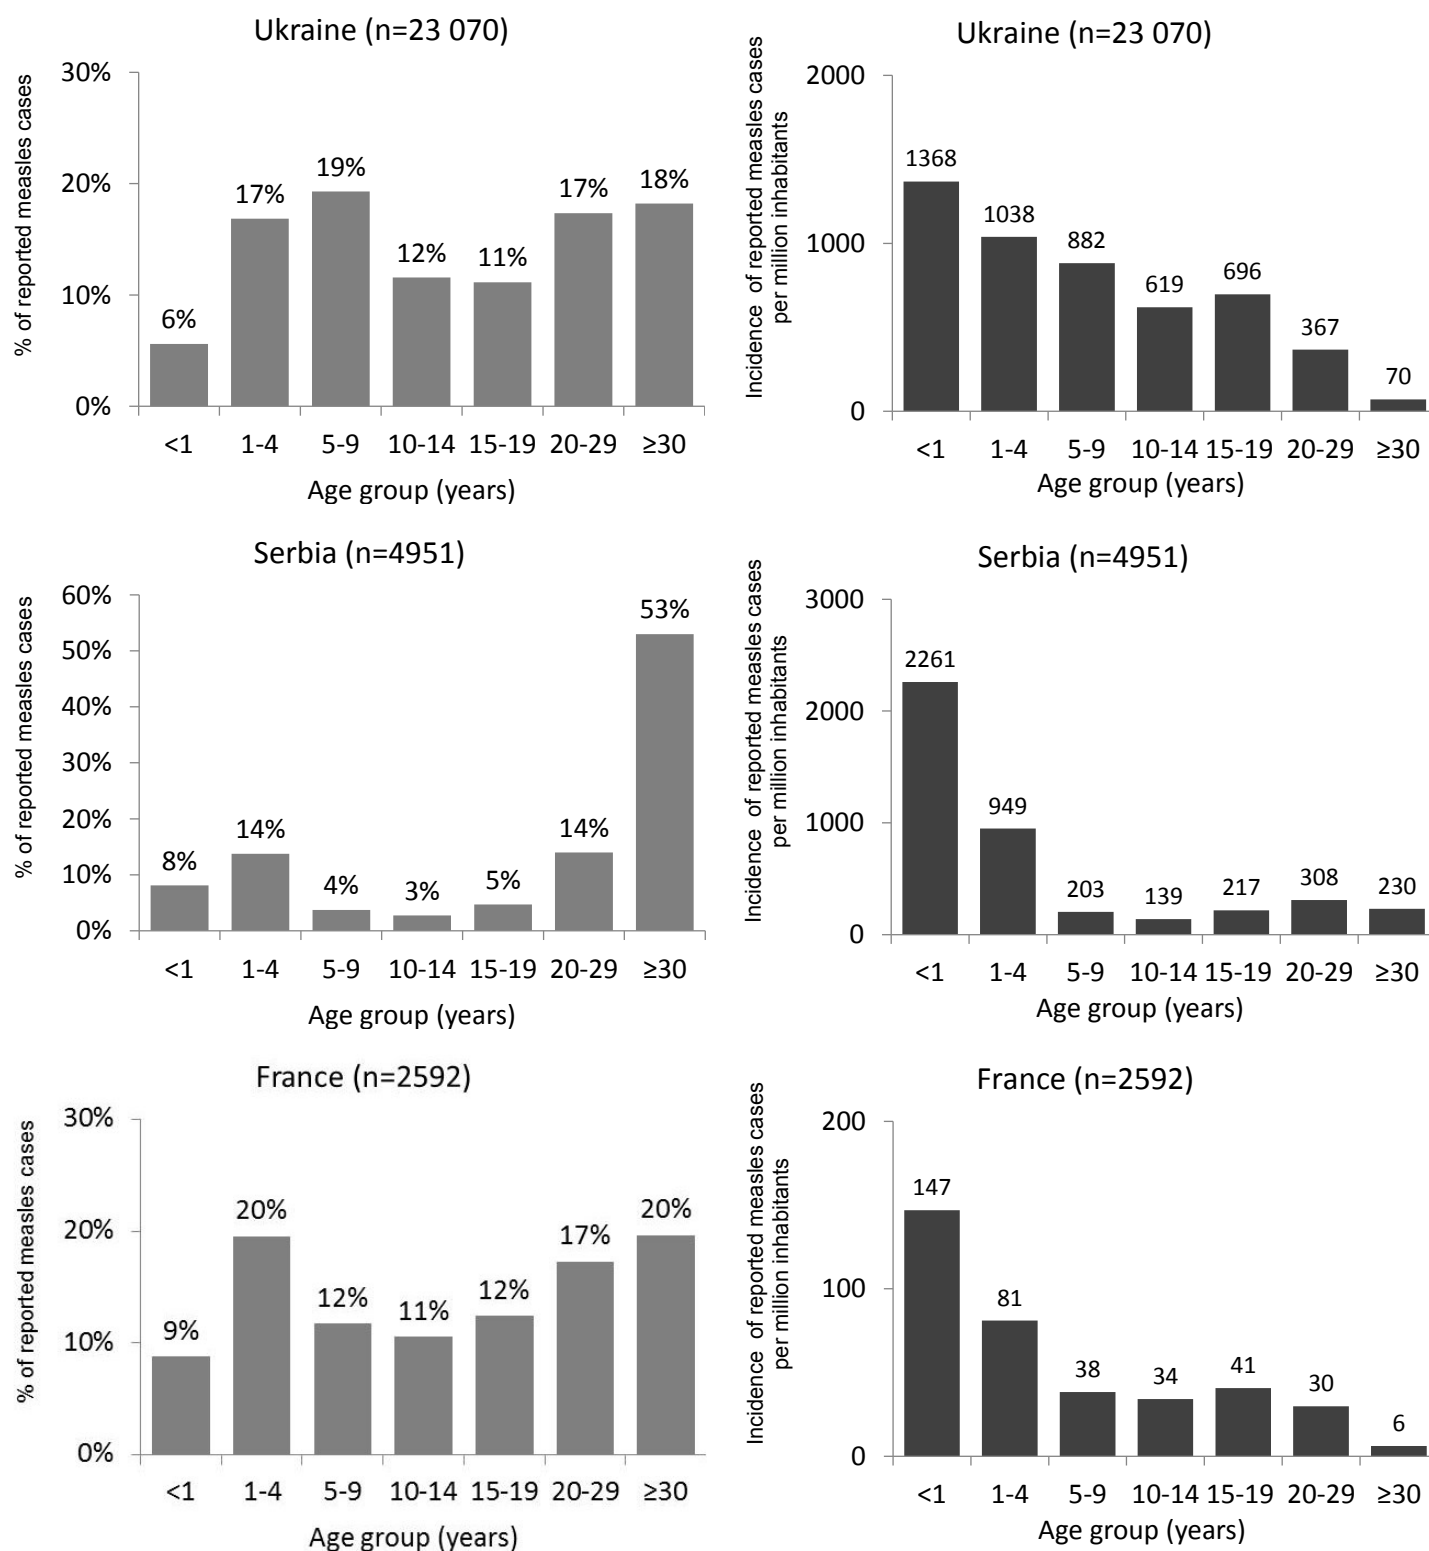 Ukraine (n=23 070)
% of reported measles cases
30%
20%
10%
0%
6%
17%
19%
12%
11%
17%
18%
<1 1-4 5-9 10-14 15-19 20-29 ≥30
Age group (years)
Ukraine (n=23 070)
Incidence of reported measles cases
per million inhabitants
2000
1000
0
1368
1038
882
619
696
367
70
<1 1-4 5-9 10-14 15-19 20-29 ≥30
Age group (years)
Serbia (n=4951)
% of reported measles cases
60%
50%
40%
30%
20%
10%
0%
8%
14%
4%
3%
5%
14%
53%
<1 1-4 5-9 10-14 15-19 20-29 ≥30
Age group (years)
Serbia (n=4951)
Incidence of reported measles cases
per million inhabitants
3000
2000
1000
0
2261
949
203
139
217
308
230
<1 1-4 5-9 10-14 15-19 20-29 ≥30
Age group (years)
France (n=2592)
% of reported measles cases
30%
20%
10%
0%
9%
20%
12%
11%
12%
17%
20%
<1 1-4 5-9 10-14 15-19 20-29 ≥30
Age group (years)
France (n=2592)
Incidence of reported measles cases
per million inhabitants
200
100
0
147
81
38
34
41
30
6
<1 1-4 5-9 10-14 15-19 20-29 ≥30
Age group (years)